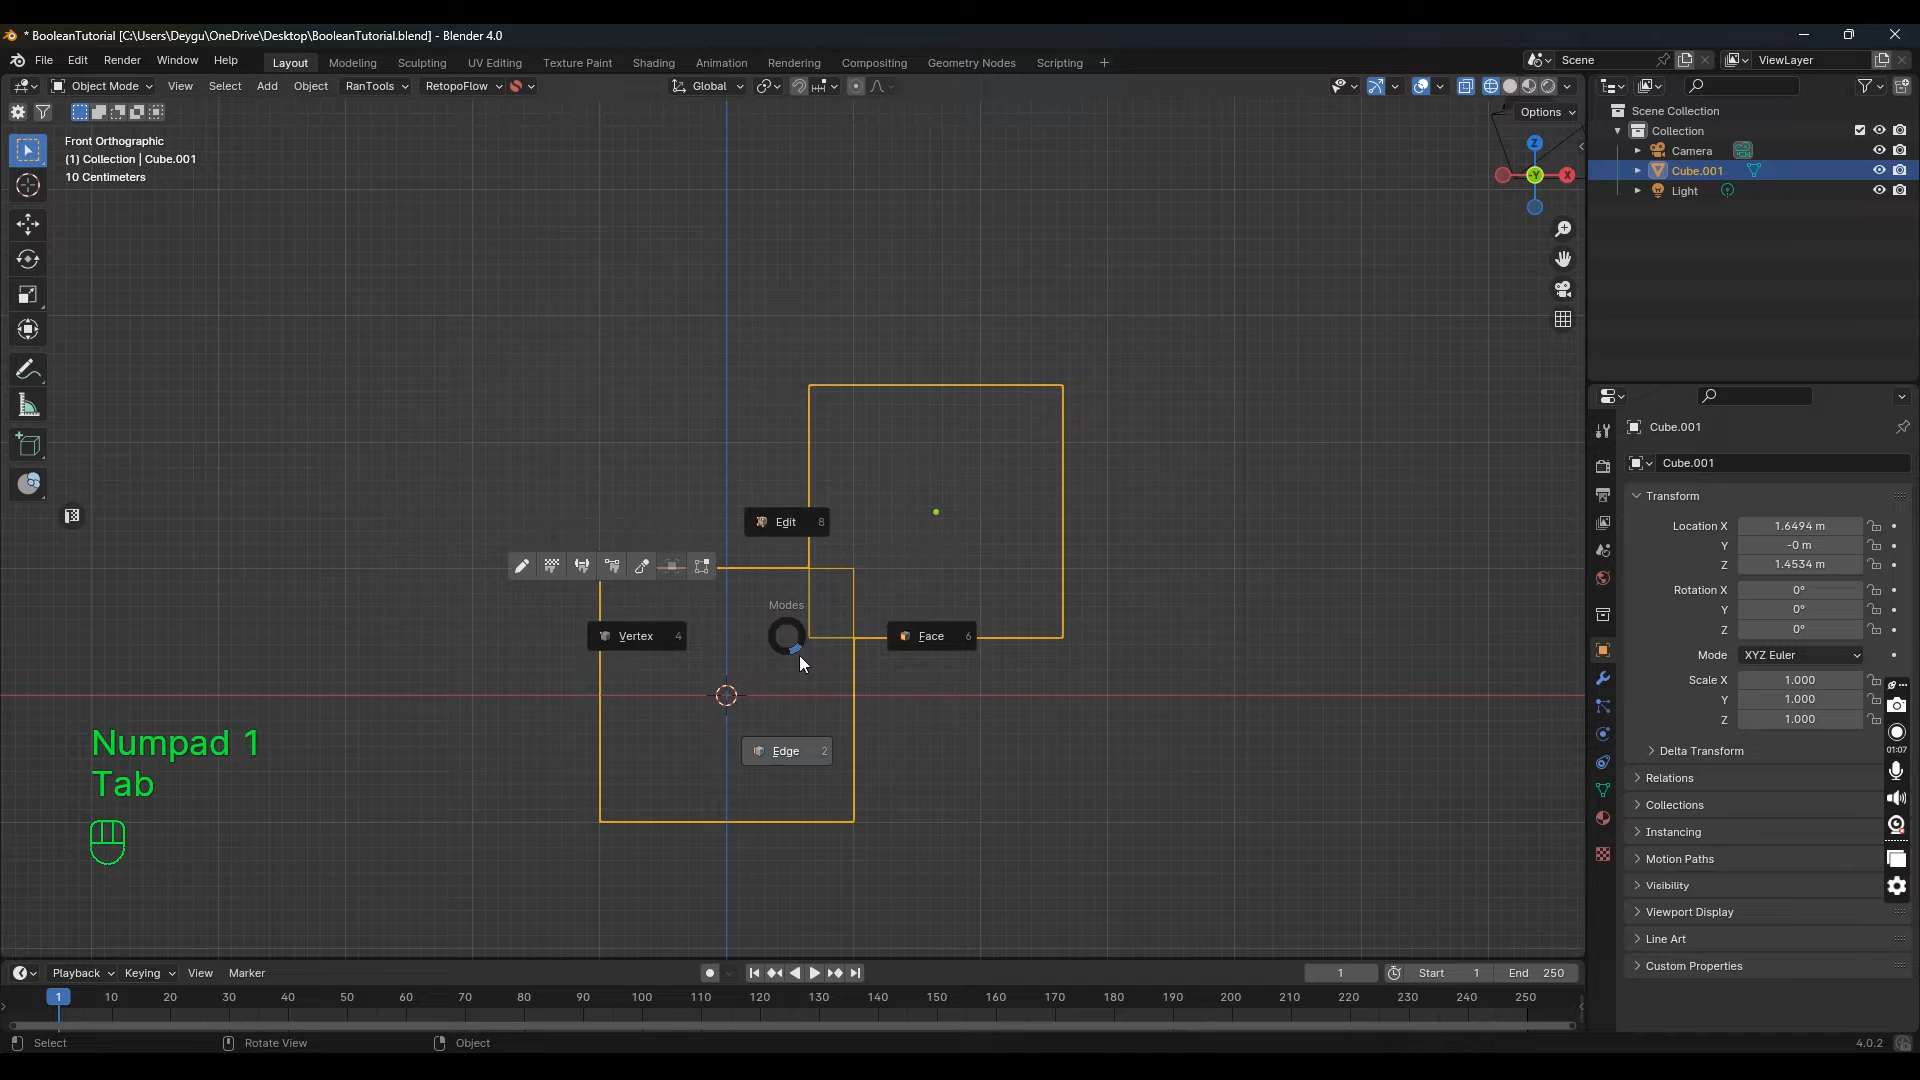 * BooleanTutorial [C:\Users\Deygu\OneDrive\Desktop\BooleanTutorial.blend] - Blender 4.0
File Edit Render Window Help Layout Modeling Sculpting UV Editing Texture Paint Shading Animation Rendering Compositing Geometry Nodes Scripting + Scene ViewLayer
Object Mode View Select Add Object RanTools RetopoFlow Global
Options
Front Orthographic
(1) Collection | Cube.001
10 Centimeters
Z
-Y
X
Scene Collection
Collection
Camera
Cube.001
Light
Edit 8
Modes
Vertex 4
Face 6
Edge 2
Numpad 1
Tab
Cube.001
Cube.001
Transform
Location X 1.6494 m
Y -0 m
Z 1.4534 m
Rotation X 0°
Y 0°
Z 0°
Mode XYZ Euler
Scale X 1.000
Y 1.000
Z 1.000
Delta Transform
Relations
Collections
Instancing
Motion Paths
Visibility
Viewport Display
Line Art
Custom Properties
01:07
Playback Keying View Marker 1 Start 1 End 250
1 10 20 30 40 50 60 70 80 90 100 110 120 130 140 150 160 170 180 190 200 210 220 230 240 250
Select Rotate View Object 4.0.2